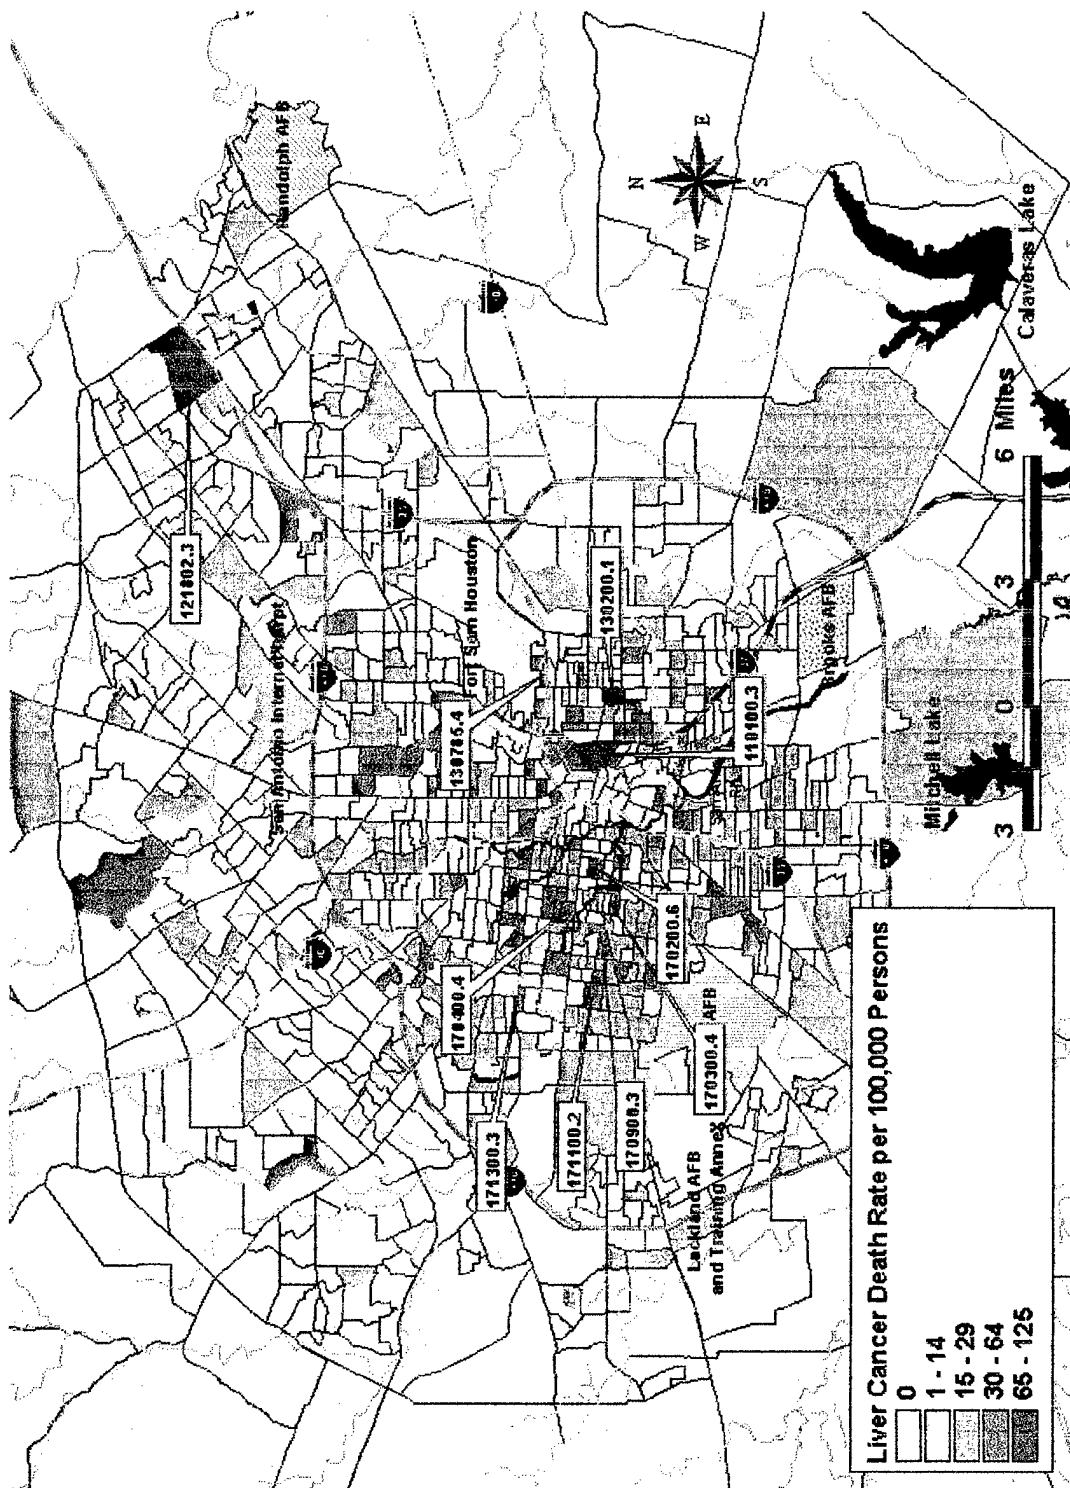 Randolph AFB
N
W
E
S
Calaveras Lake
121802.3
San Antonio International Arpt
Fort Sam Houston
130200.1
130785.4
110100.3
Brooks AFB
Mitchell Lake
170400.4
170200.6
AFB
171300.3
171100.2
170908.3
170300.4
Lackland AFB
and Training Annex
3 0 3 6 Miles
Liver Cancer Death Rate per 100,000 Persons
0
1 - 14
15 - 29
30 - 64
65 - 125